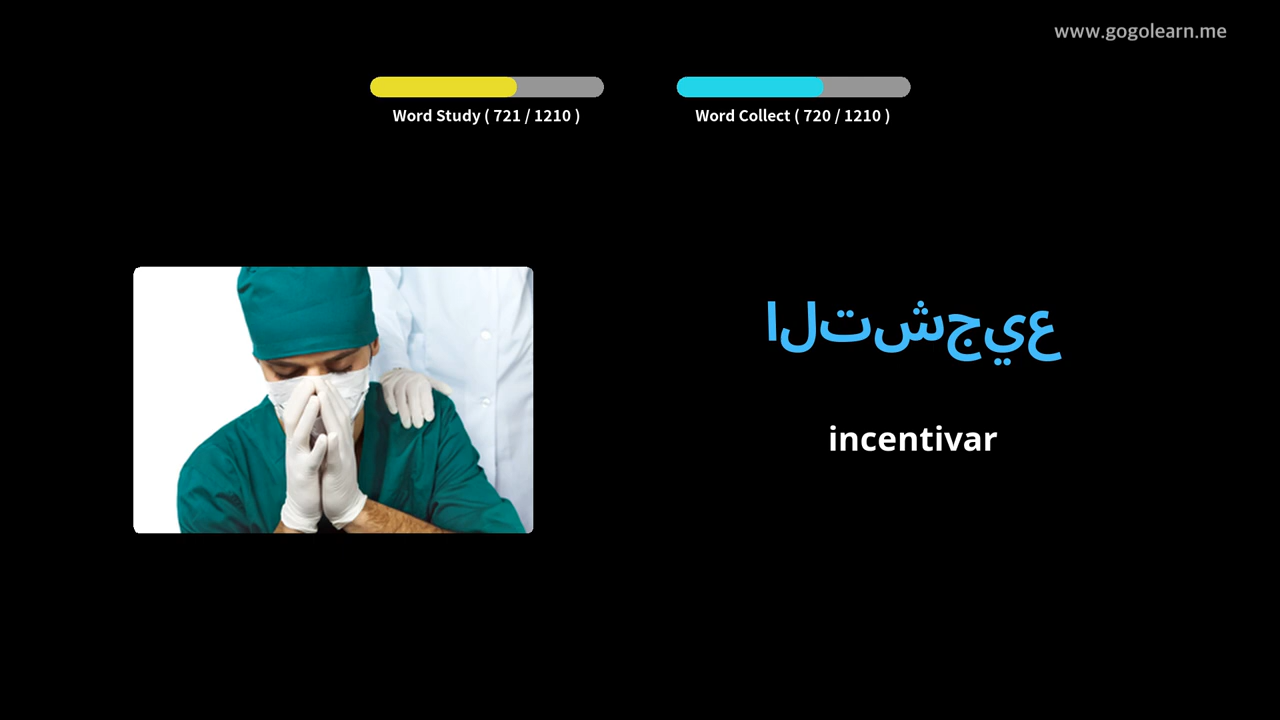 www.gogolearn.me
Word Study ( 721 / 1210 )
Word Collect ( 720 / 1210 )
التشجيع
incentivar